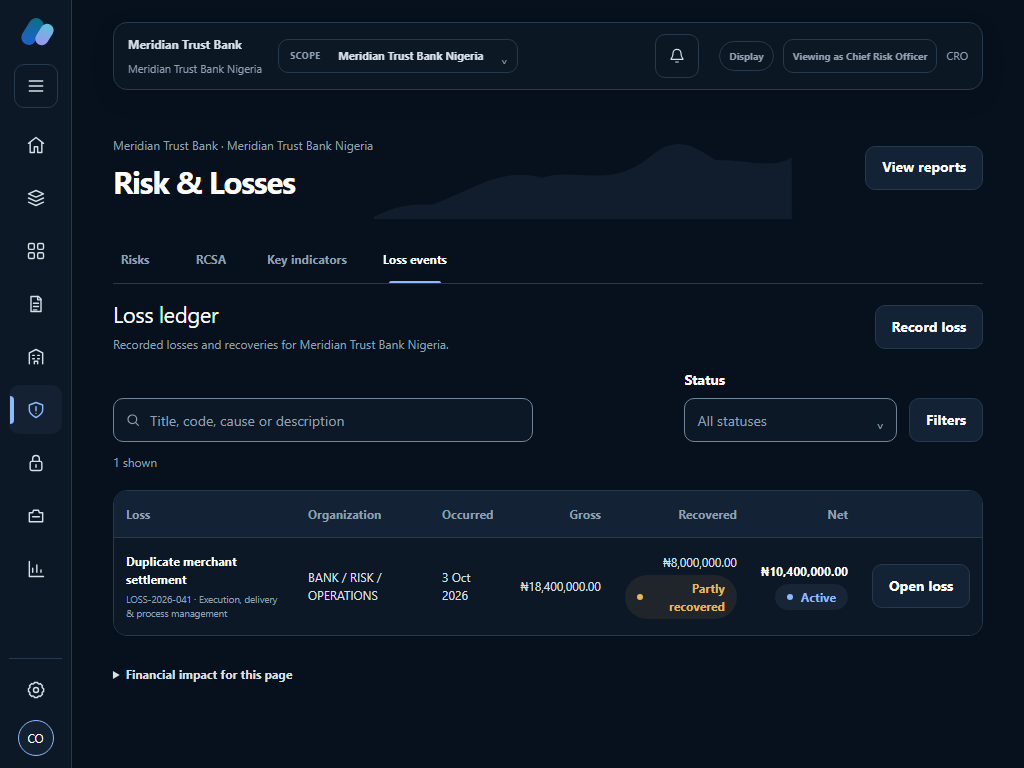 Meridian Trust Bank
Meridian Trust Bank Nigeria
SCOPE
Meridian Trust Bank Nigeria
Display
Viewing as Chief Risk Officer
CRO
Meridian Trust Bank · Meridian Trust Bank Nigeria
Risk & Losses
View reports
Risks
RCSA
Key indicators
Loss events
Loss ledger
Recorded losses and recoveries for Meridian Trust Bank Nigeria.
Record loss
Status
Title, code, cause or description
All statuses
Filters
1 shown
Loss
Organization
Occurred
Gross
Recovered
Net
Duplicate merchant
settlement
LOSS-2026-041 · Execution, delivery
& process management
BANK / RISK /
OPERATIONS
3 Oct
2026
₦18,400,000.00
₦8,000,000.00
Partly
recovered
₦10,400,000.00
Active
Open loss
Financial impact for this page
CO